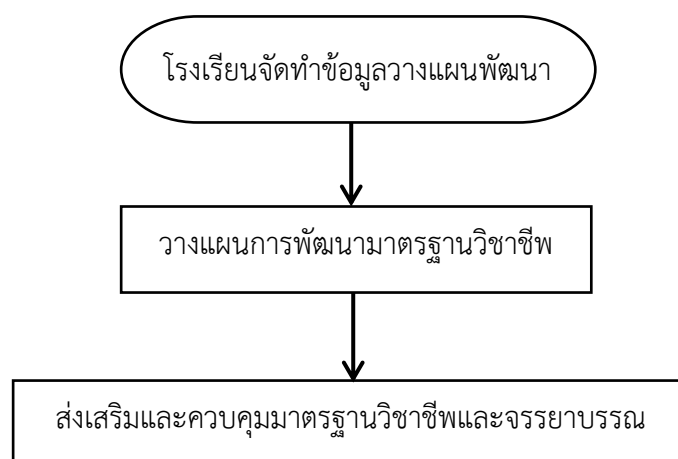 โรงเรียนจัดทำข้อมูลวางแผนพัฒนา
วางแผนการพัฒนามาตรฐานวิชาชีพ
ส่งเสริมและควบคุมมาตรฐานวิชาชีพและจรรยาบรรณ